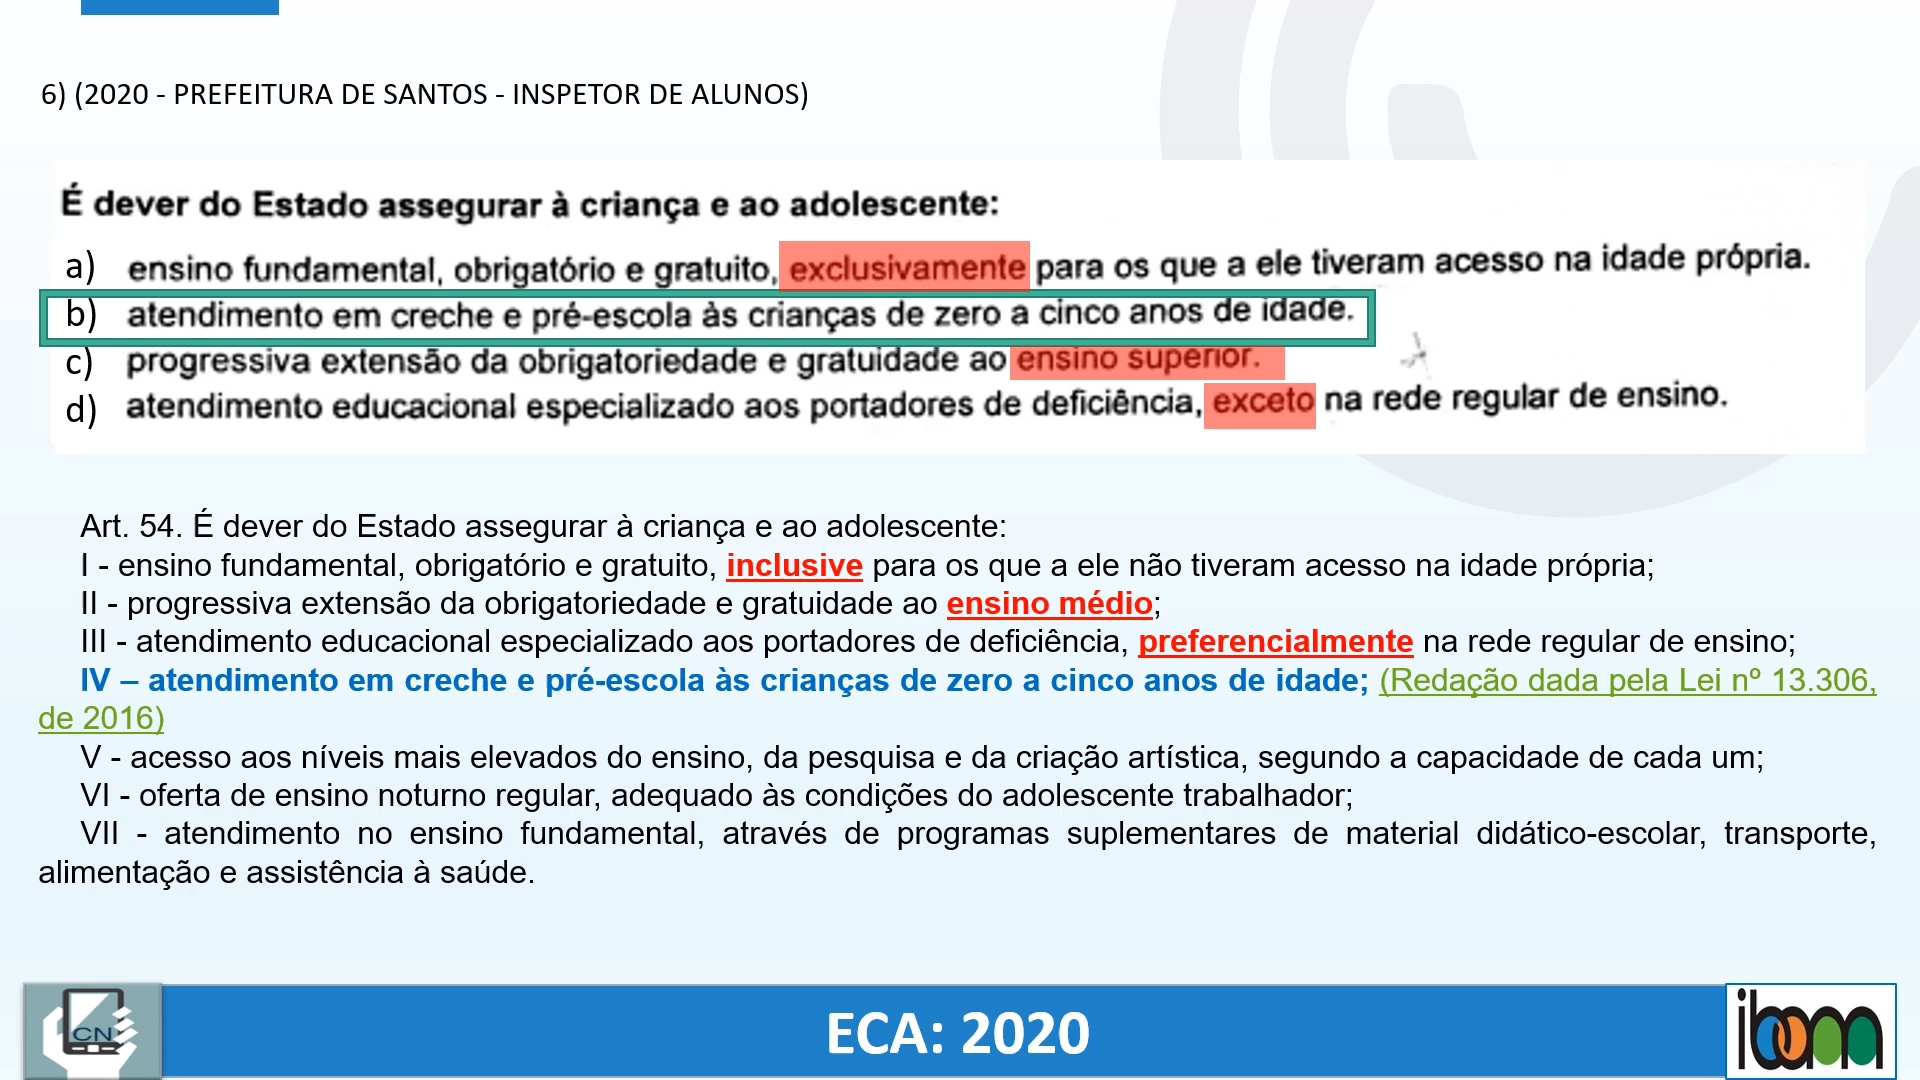 6) (2020 - PREFEITURA DE SANTOS - INSPETOR DE ALUNOS)
É dever do Estado assegurar à criança e ao adolescente:
a) ensino fundamental, obrigatório e gratuito, exclusivamente para os que a ele tiveram acesso na idade própria.
b) atendimento em creche e pré-escola às crianças de zero a cinco anos de idade.
c) progressiva extensão da obrigatoriedade e gratuidade ao ensino superior.
d) atendimento educacional especializado aos portadores de deficiência, exceto na rede regular de ensino.
Art. 54. É dever do Estado assegurar à criança e ao adolescente:
I - ensino fundamental, obrigatório e gratuito, inclusive para os que a ele não tiveram acesso na idade própria;
II - progressiva extensão da obrigatoriedade e gratuidade ao ensino médio;
III - atendimento educacional especializado aos portadores de deficiência, preferencialmente na rede regular de ensino;
IV – atendimento em creche e pré-escola às crianças de zero a cinco anos de idade; (Redação dada pela Lei nº 13.306,
de 2016)
V - acesso aos níveis mais elevados do ensino, da pesquisa e da criação artística, segundo a capacidade de cada um;
VI - oferta de ensino noturno regular, adequado às condições do adolescente trabalhador;
VII - atendimento no ensino fundamental, através de programas suplementares de material didático-escolar, transporte,
alimentação e assistência à saúde.
CN
ECA: 2020
ibam